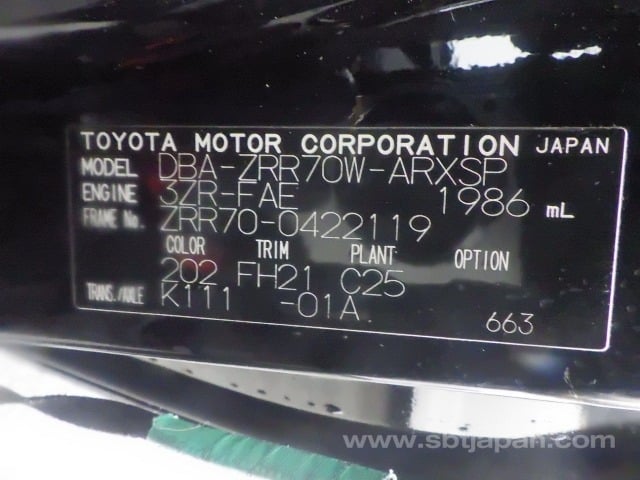 TOYOTA MOTOR CORPORATION JAPAN
MODEL DBA-ZRR70W-ARXSP
ENGINE 3ZR-FAE 1986 mL
FRAME No. ZRR70-0422119
COLOR TRIM PLANT OPTION
202 FH21 C25
TRANS./AXLE K111 -01A
663
www.sbtjapan.com